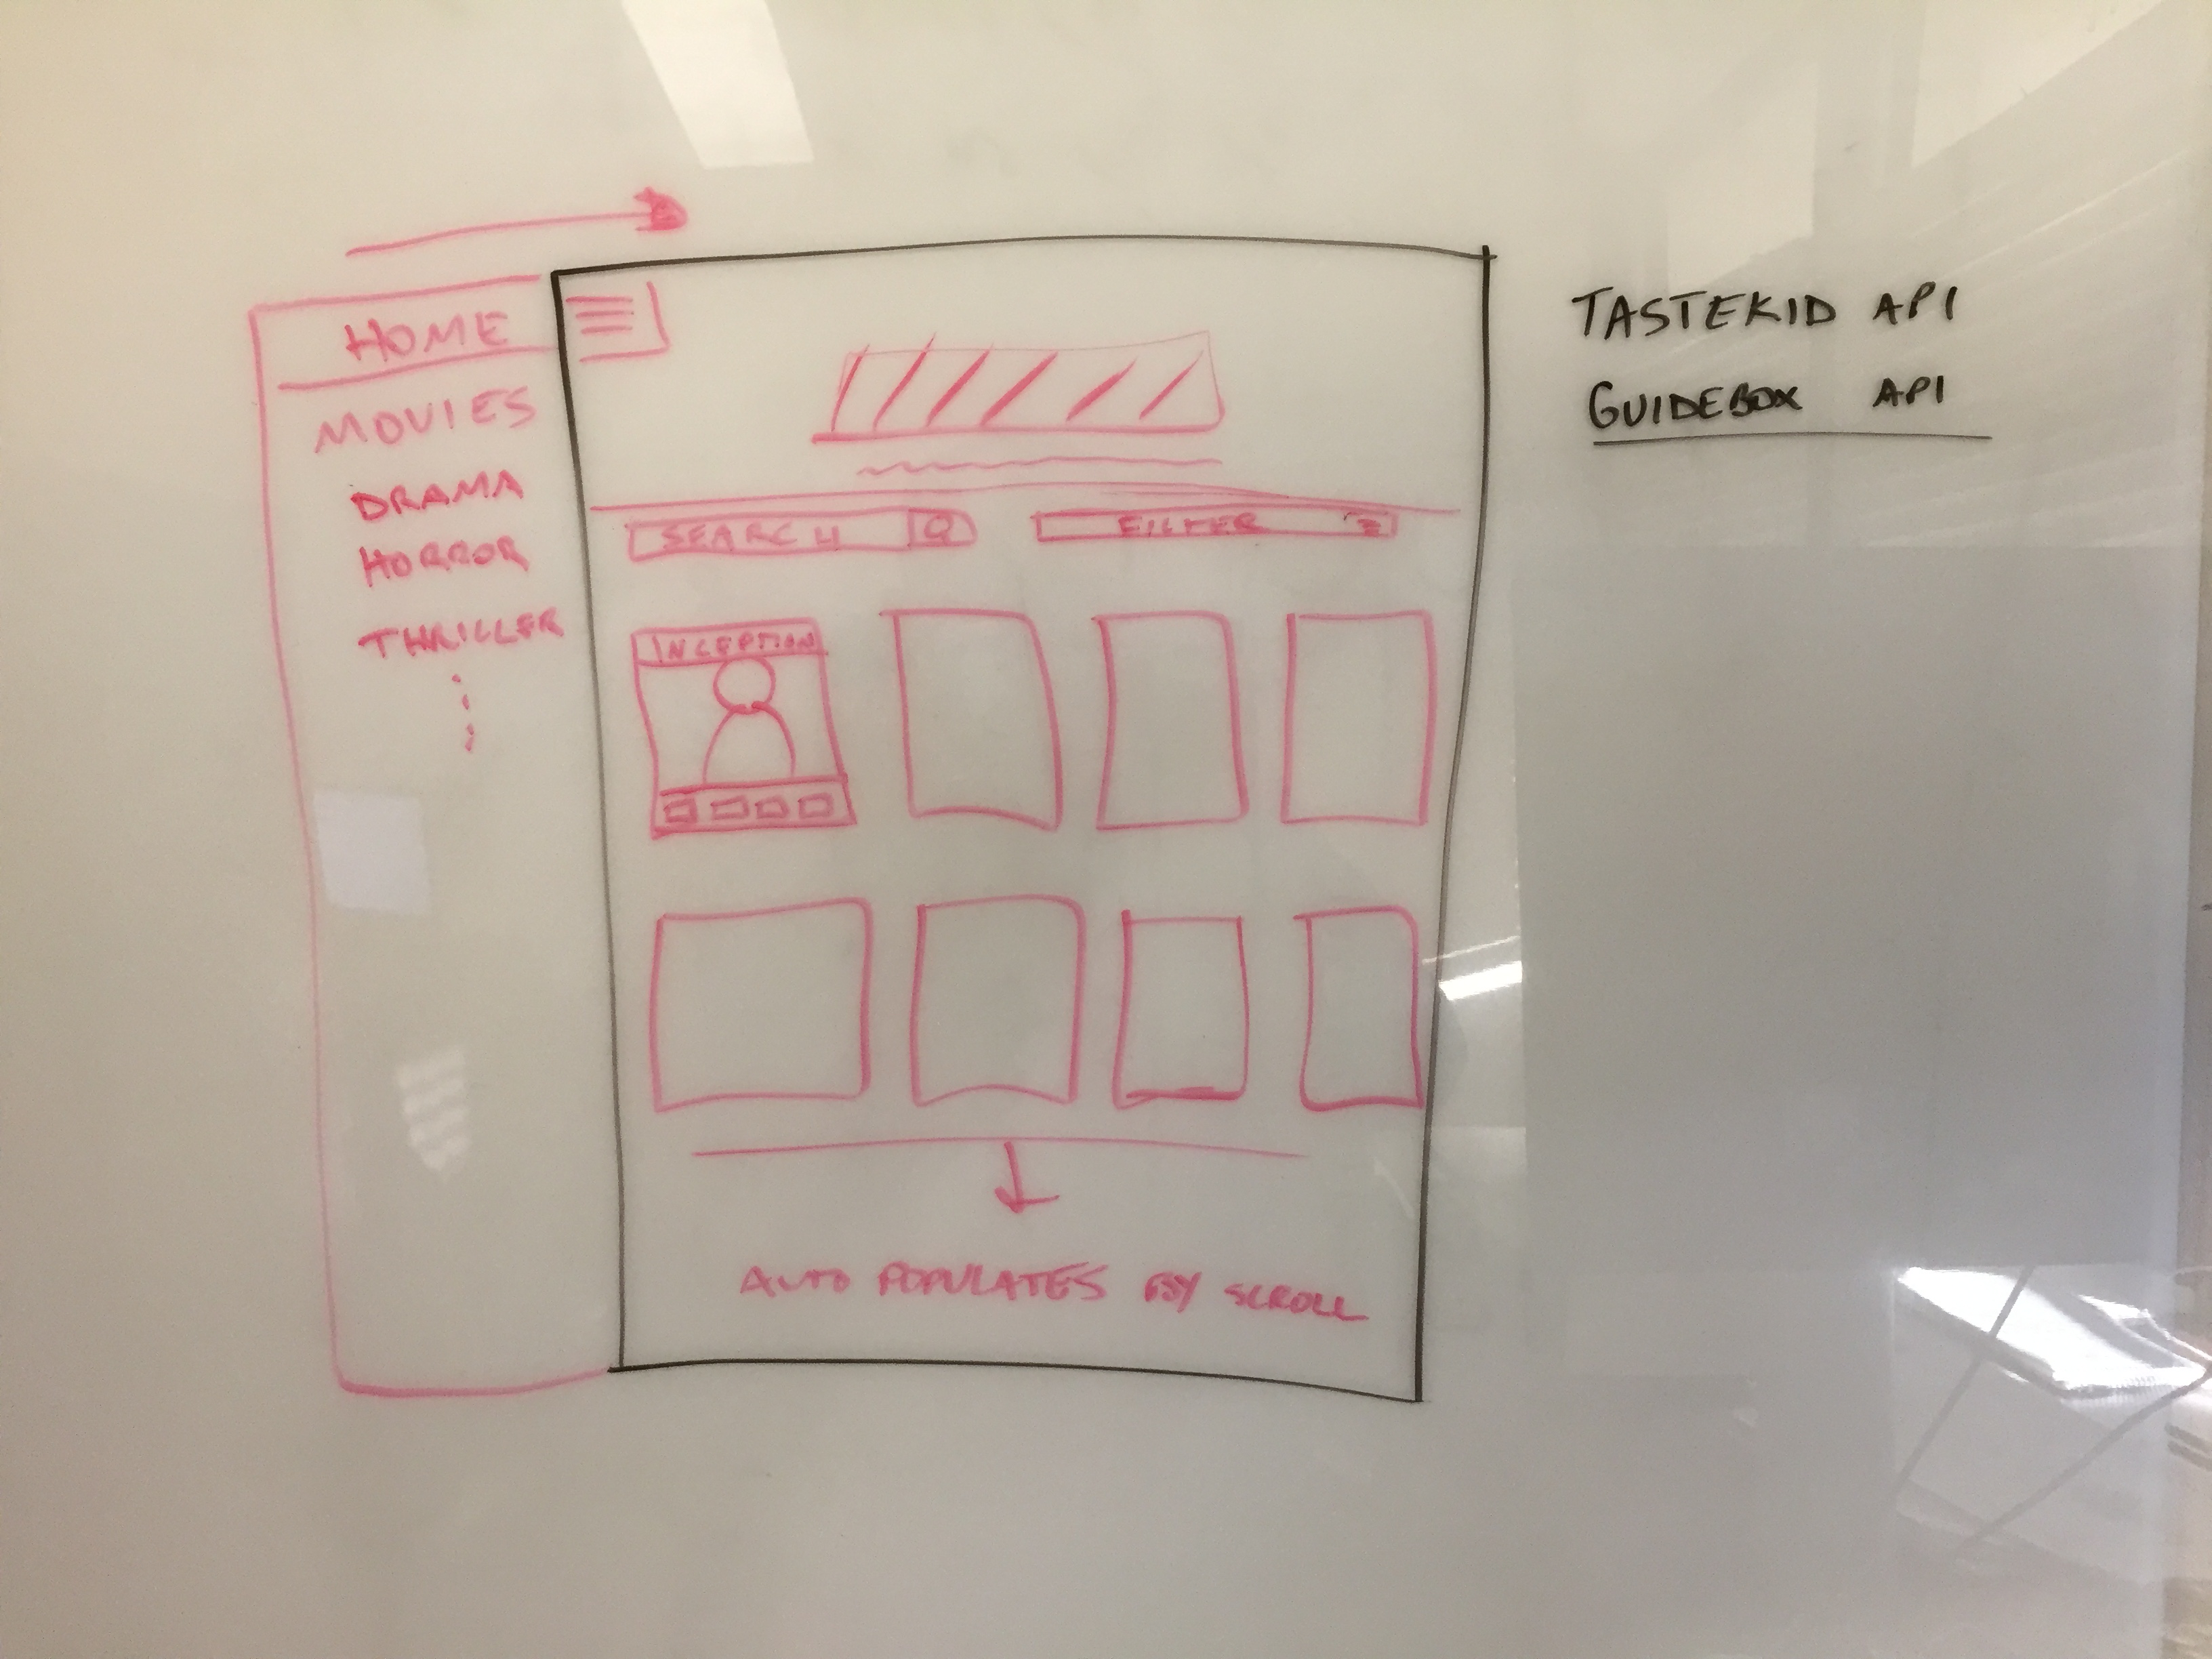 HOME
MOVIES
DRAMA
HORROR
THRILLER
SEARCH
FILTER
INCEPTION
AUTO POPULATES BY SCROLL
TASTEKID API
GUIDEBOX API